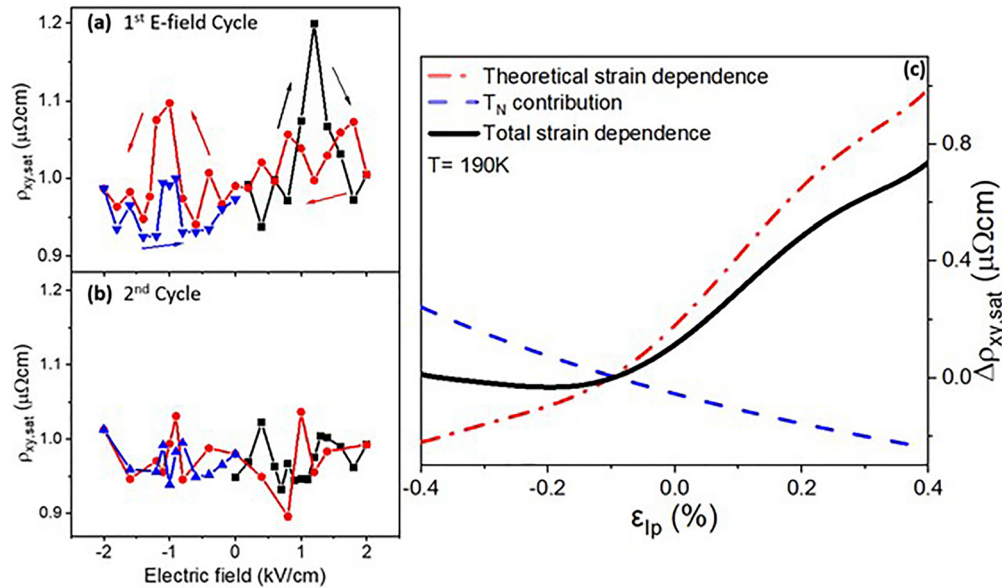 (a) 1st E-field Cycle
1.2
1.1
1.0
0.9
ρxy,sat (μΩcm)
(b) 2nd Cycle
1.2
1.1
1.0
0.9
ρxy,sat (μΩcm)
-2 -1 0 1 2
Electric field (kV/cm)
(c)
Theoretical strain dependence
TN contribution
Total strain dependence
T= 190K
0.8
0.4
0.0
Δρxy,sat (μΩcm)
-0.4 -0.2 0.0 0.2 0.4
εIp (%)